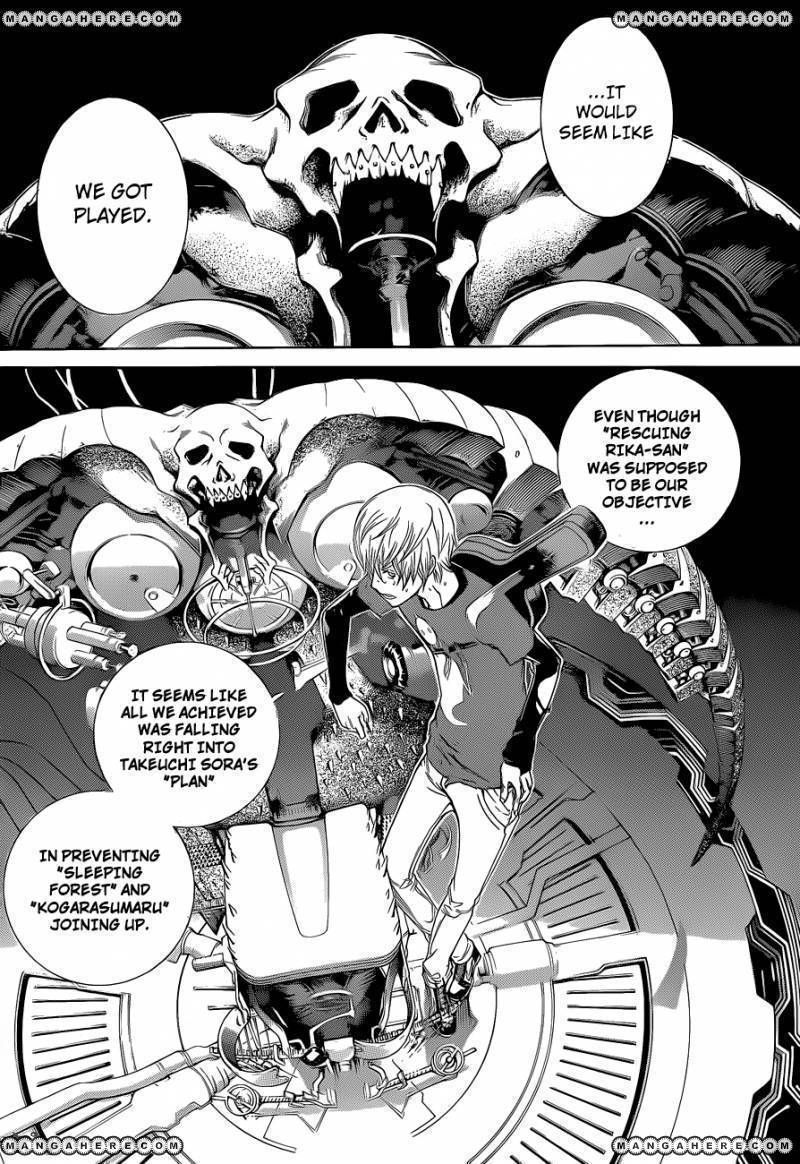 MANGAHERE.COM
MANGAHERE.COM
...IT
WOULD
SEEM LIKE
WE GOT
PLAYED.
EVEN THOUGH
"RESCUING
RIKA-SAN"
WAS SUPPOSED
TO BE OUR
OBJECTIVE
...
IT SEEMS LIKE
ALL WE ACHIEVED
WAS FALLING
RIGHT INTO
TAKEUCHI SORA'S
"PLAN"
IN PREVENTING
"SLEEPING
FOREST" AND
"KOGARASUMARU"
JOINING UP.
MANGAHERE.COM
MANGAHERE.COM